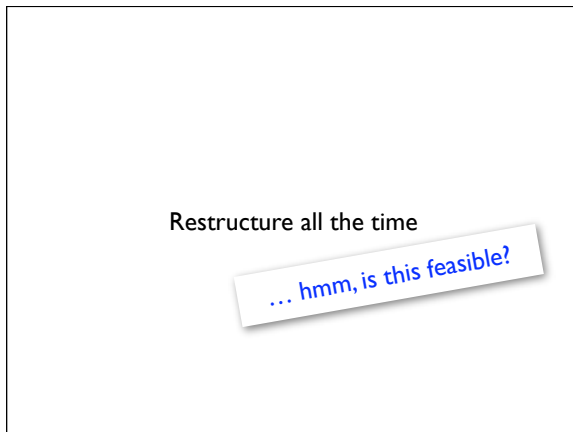 Restructure all the time
… hmm, is this feasible?